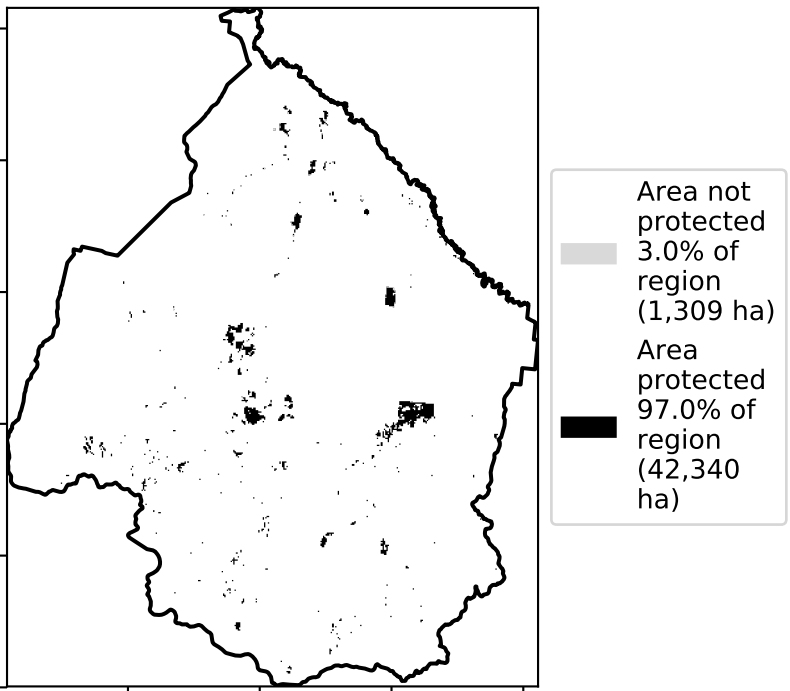 Area not
protected
3.0% of
region
(1,309 ha)
Area
protected
97.0% of
region
(42,340
ha)